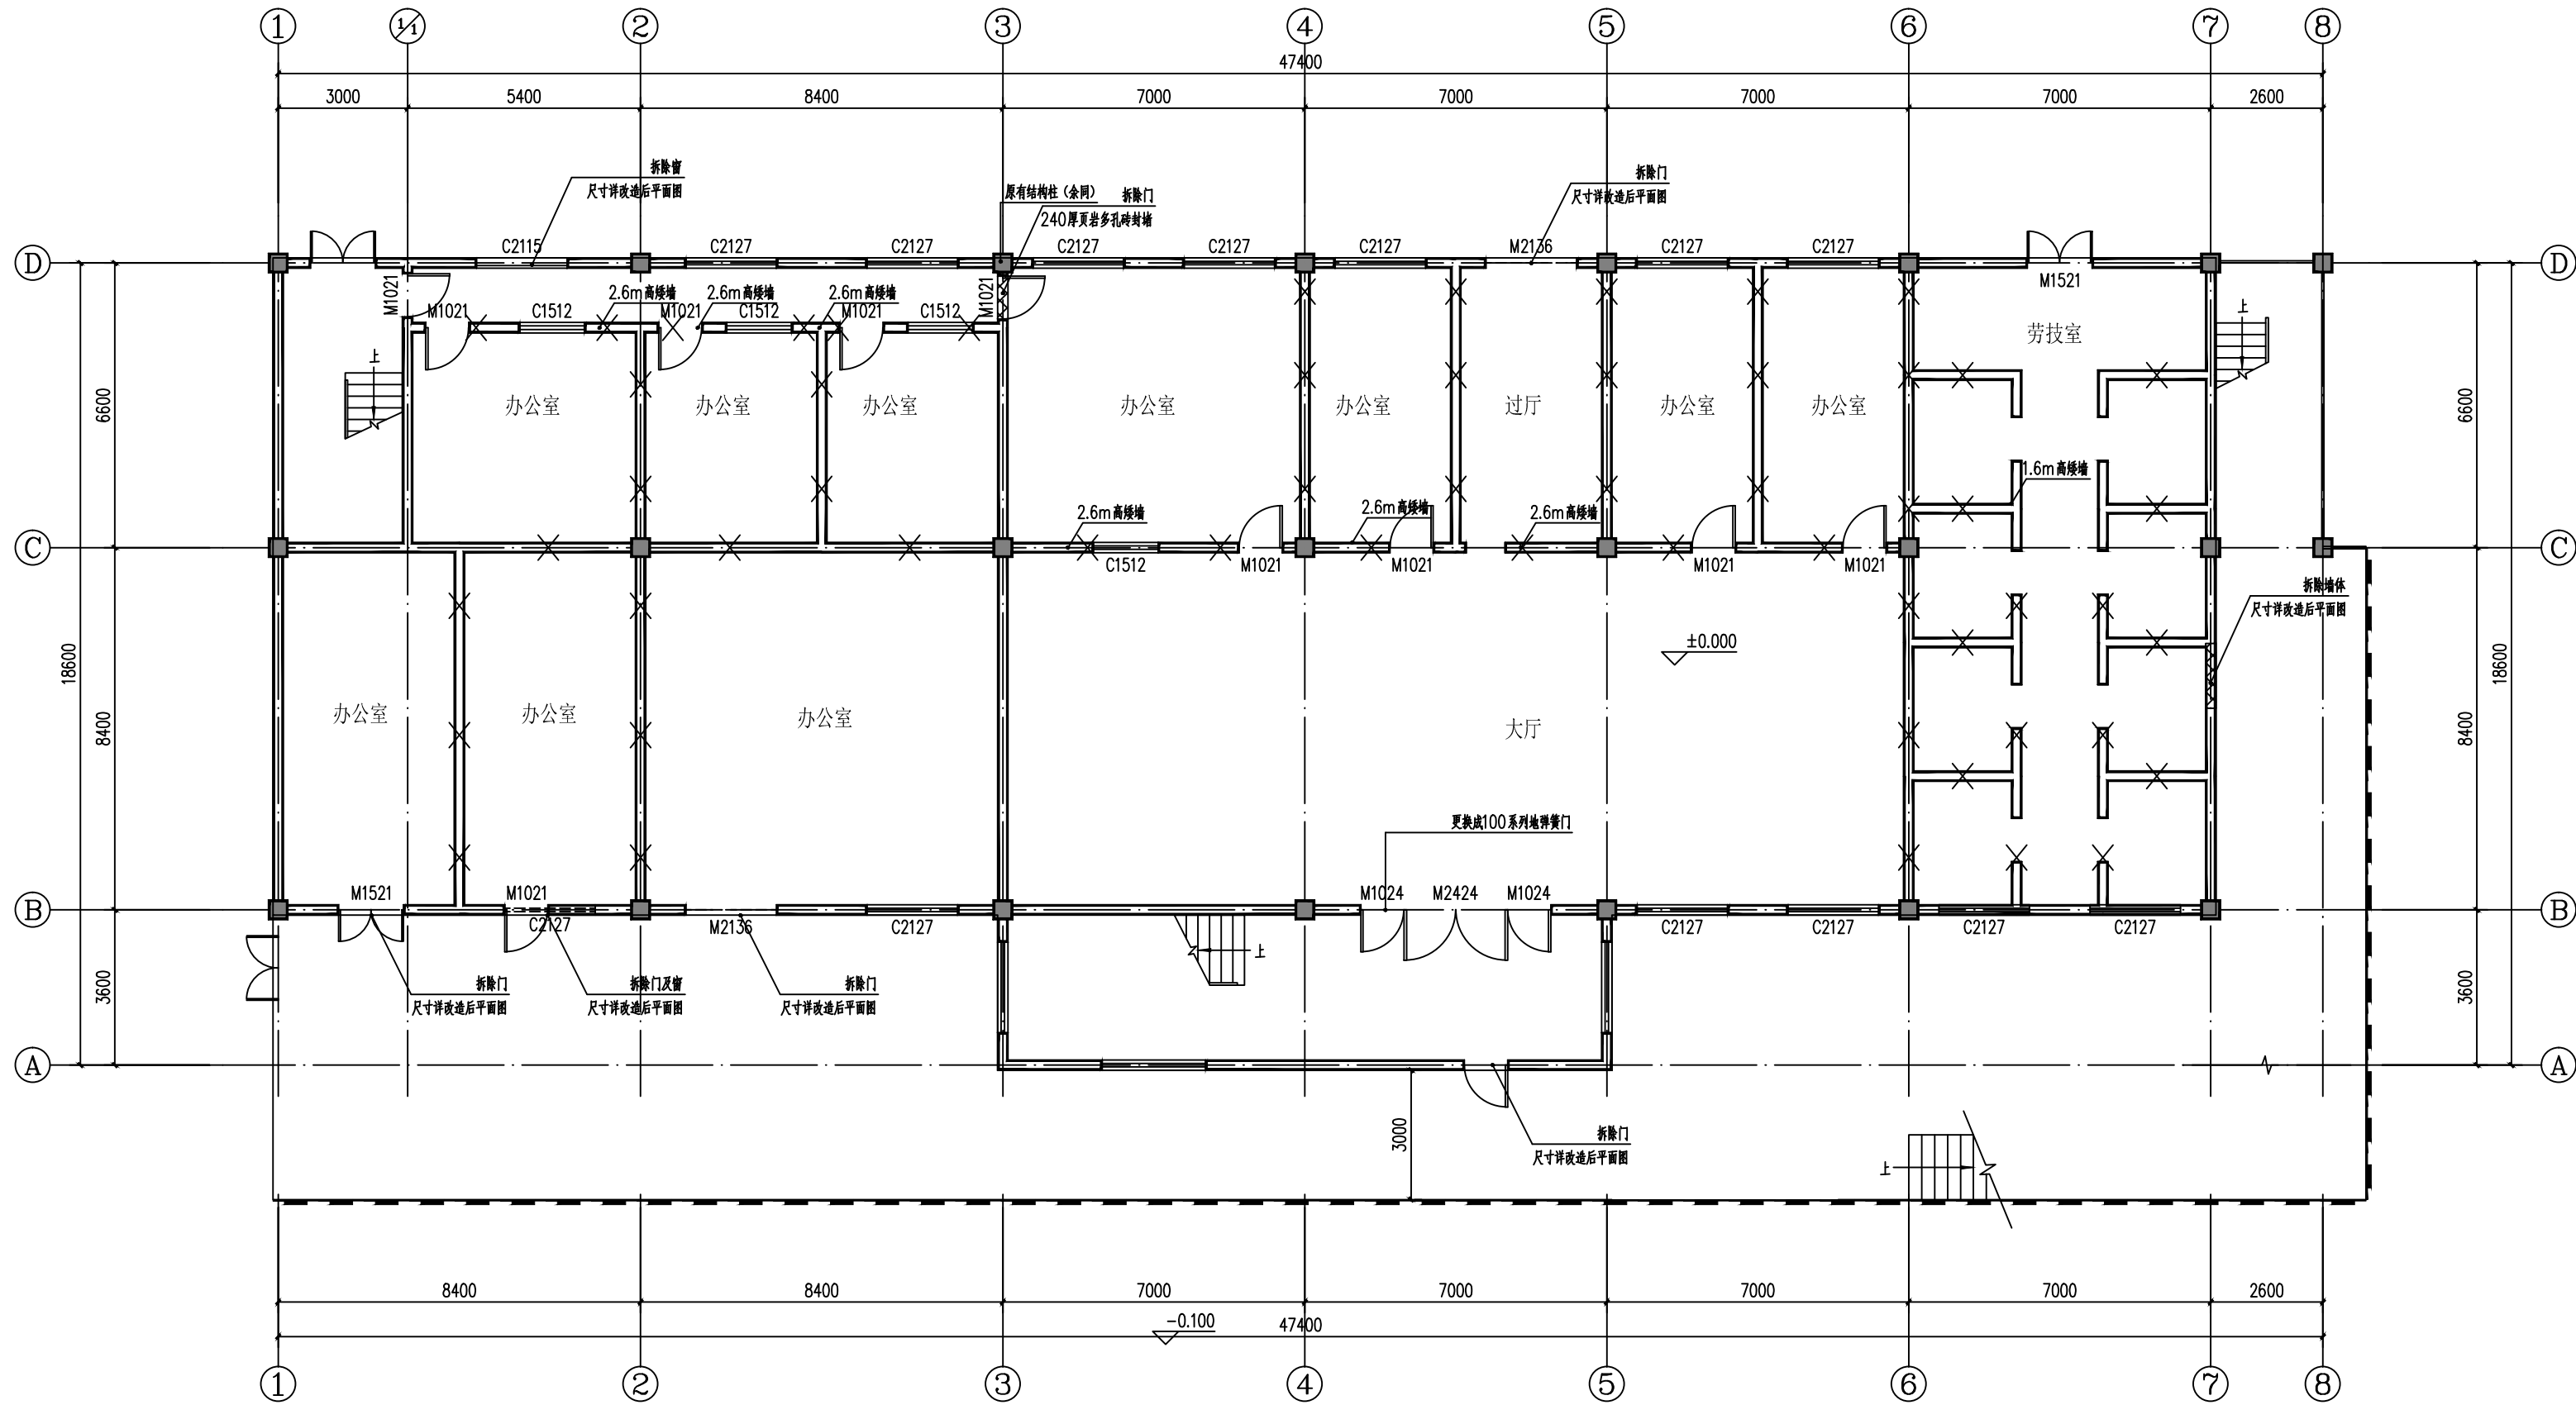 1 1/1 2 3 4 5 6 7 8
47400
3000 5400 8400 7000 7000 7000 7000 2600
拆除窗
尺寸详改造后平面图
原有结构柱（余同）
拆除门
240厚页岩多孔砖封堵
拆除门
尺寸详改造后平面图
D C2115 C2127 C2127 C2127 C2127 C2127 M2136 C2127 C2127 D
M1021 M1021 M1521
2.6m高矮墙 2.6m高矮墙 2.6m高矮墙
M1021 C1512 M1021 C1512 M1021 C1512
上 劳技室
上
6600 办公室 办公室 办公室 办公室 办公室 过厅 办公室 办公室 6600
1.6m高矮墙
2.6m高矮墙 2.6m高矮墙 2.6m高矮墙
C C
C1512 M1021 M1021 M1021 M1021
拆除墙体
尺寸详改造后平面图
±0.000
18600 18600
8400 办公室 办公室 办公室 大厅 8400
更换成100系列地弹簧门
M1521 M1021 M1024 M2424 M1024
B B
C2127 M2136 C2127 C2127 C2127 C2127 C2127
上
3600 3600
拆除门
尺寸详改造后平面图
拆除门及窗
尺寸详改造后平面图
拆除门
尺寸详改造后平面图
A A
3000
拆除门
尺寸详改造后平面图
上
8400 8400 7000 7000 7000 7000 2600
-0.100
47400
1 2 3 4 5 6 7 8